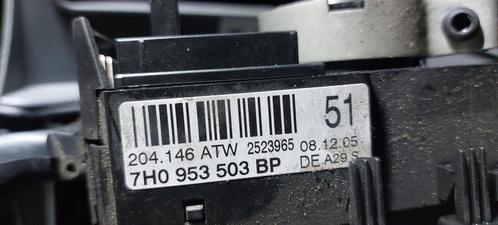 51
204.146 ATW 2523965 08.12.05
7H0 953 503 BP DE.A29 S